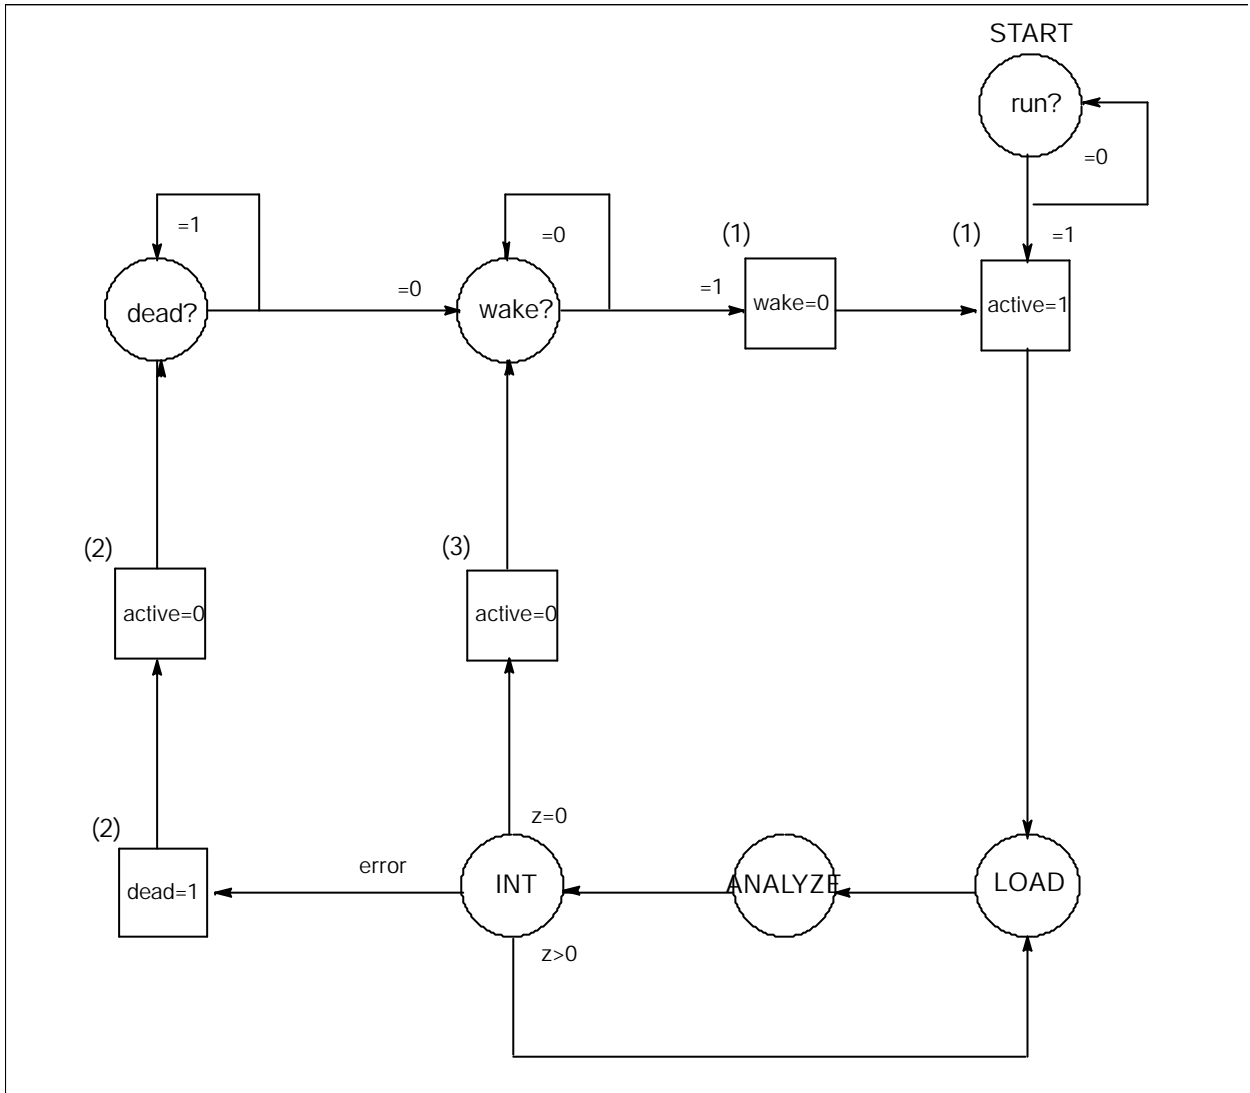 START
run?
=0
=1
(1)
(1)
=1
=0
dead?
=0
wake?
=1
wake=0
active=1
(2)
(3)
active=0
active=0
z=0
(2)
error
dead=1
INT
ANALYZE
LOAD
z>0